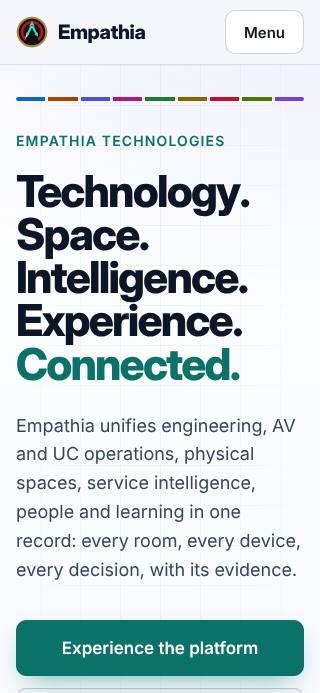 Empathia
Menu
EMPATHIA TECHNOLOGIES
Technology.
Space.
Intelligence.
Experience.
Connected.
Empathia unifies engineering, AV
and UC operations, physical
spaces, service intelligence,
people and learning in one
record: every room, every device,
every decision, with its evidence.
Experience the platform